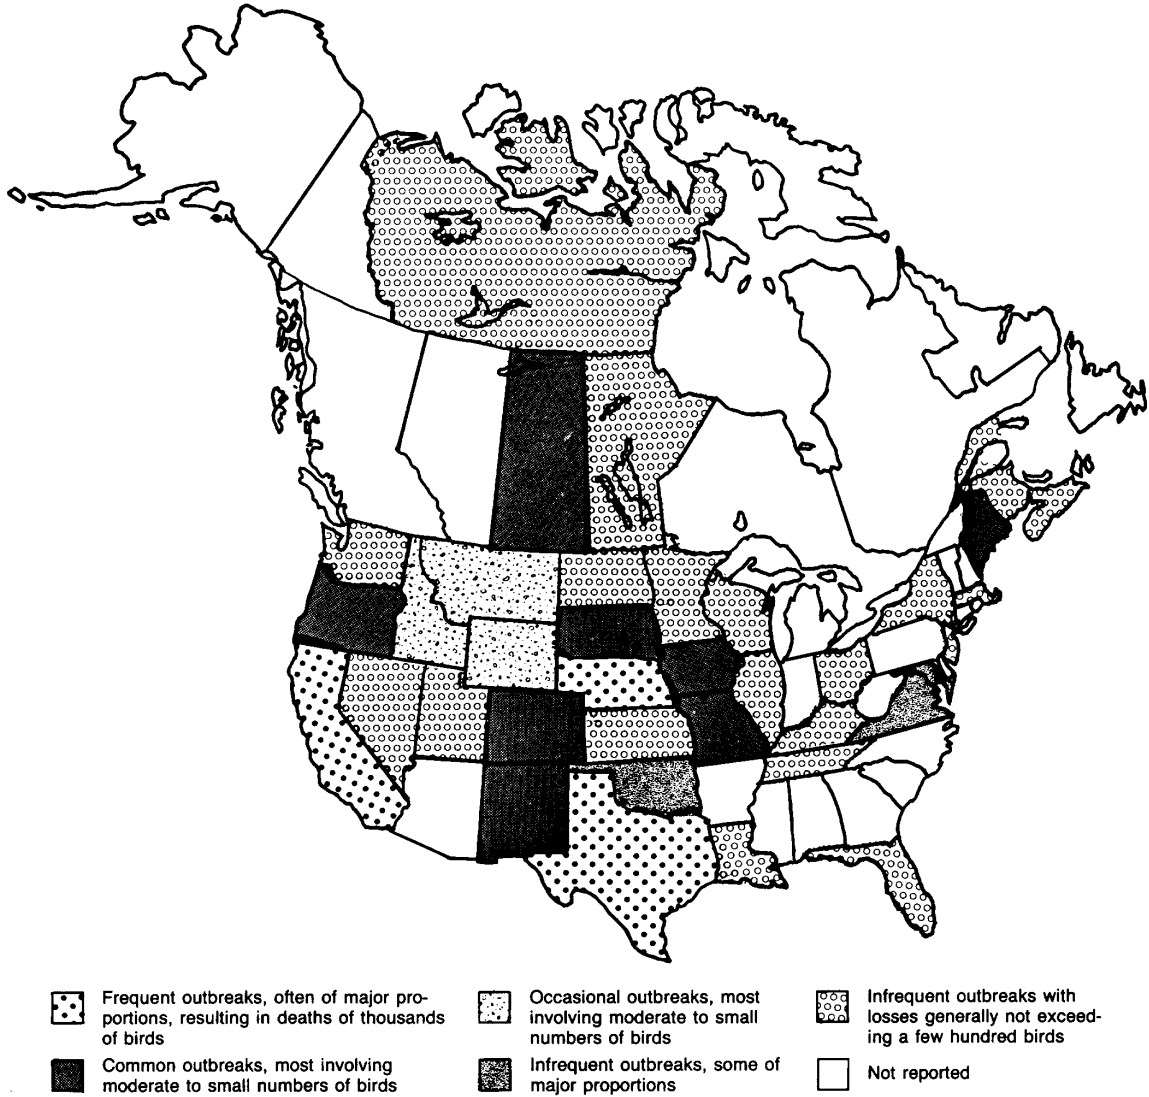 Frequent outbreaks, often of major pro-
portions, resulting in deaths of thousands
of birds
Common outbreaks, most involving
moderate to small numbers of birds
Occasional outbreaks, most
involving moderate to small
numbers of birds
Infrequent outbreaks, some of
major proportions
Infrequent outbreaks with
losses generally not exceed-
ing a few hundred birds
Not reported